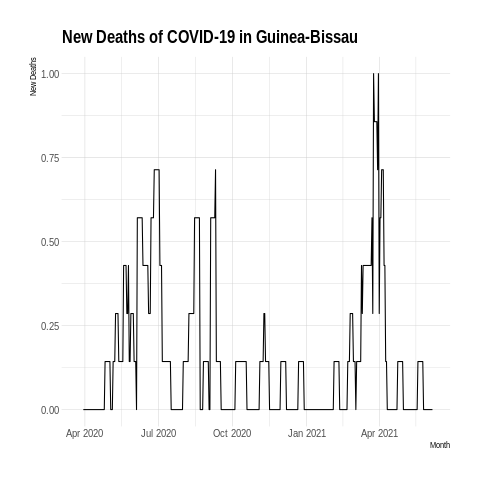 New Deaths of COVID-19 in Guinea-Bissau
New Deaths
1.00
0.75
0.50
0.25
0.00
Apr 2020 Jul 2020 Oct 2020 Jan 2021 Apr 2021
Month